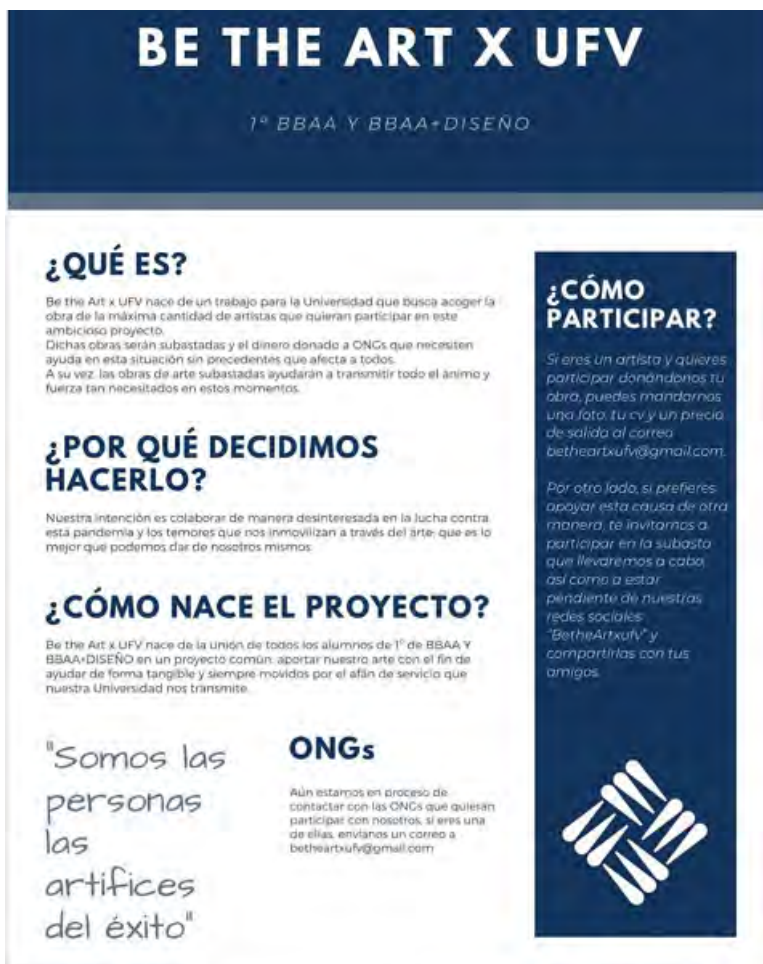 BE THE ART X UFV
1º BBAA Y BBAA+DISEÑO
¿QUÉ ES?
Be the Art x UFV nace de un trabajo para la Universidad que busca acoger la
obra de la máxima cantidad de artistas que quieran participar en este
ambicioso proyecto.
Dichas obras serán subastadas y el dinero donado a ONGs que necesiten
ayuda en esta situación sin precedentes que afecta a todos.
A su vez, las obras de arte subastadas ayudarán a transmitir todo el ánimo y
fuerza tan necesitados en estos momentos.
¿POR QUÉ DECIDIMOS
HACERLO?
Nuestra intención es colaborar de manera desinteresada en la lucha contra
esta pandemia y los temores que nos inmovilizan a través del arte, que es lo
mejor que podemos dar de nosotros mismos.
¿CÓMO NACE EL PROYECTO?
Be the Art x UFV nace de la unión de todos los alumnos de 1º de BBAA Y
BBAA+DISEÑO en un proyecto común: aportar nuestro arte con el fin de
ayudar de forma tangible y siempre movidos por el afán de servicio que
nuestra Universidad nos transmite.
"Somos las
personas
las
artifices
del éxito"
ONGs
Aún estamos en proceso de
contactar con las ONGs que quieran
participar con nosotros, si eres una
de ellas, envíanos un correo a
betheartxufv@gmail.com
¿CÓMO
PARTICIPAR?
Si eres un artista y quieres
participar donándonos tu
obra, puedes mandarnos
una foto, tu cv y un precio
de salida al correo
betheartxufv@gmail.com.
Por otro lado, si prefieres
apoyar esta causa de otra
manera, te invitamos a
participar en la subasta
que llevaremos a cabo,
así como a estar
pendiente de nuestras
redes sociales
"BetheArtxufv" y
compartirlas con tus
amigos.